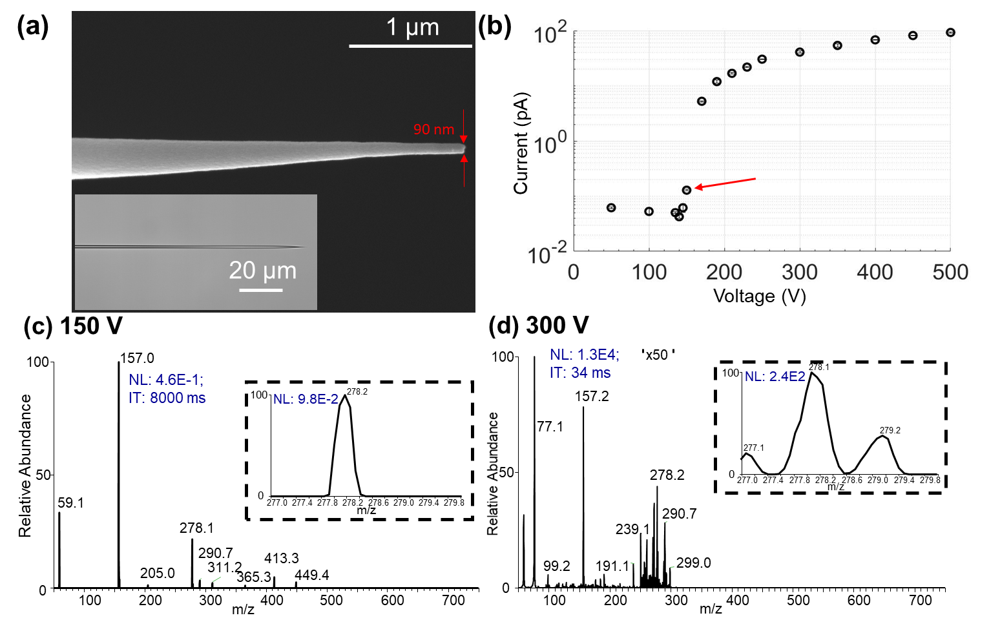 (a)
1 μm
90 nm
20 μm
(b)
Current (pA)
10²
10⁰
10⁻²
0 100 200 300 400 500
Voltage (V)
(c) 150 V
Relative Abundance
100
50
0
157.0
NL: 4.6E-1;
IT: 8000 ms
59.1
205.0
278.1
290.7
311.2
365.3
413.3
449.4
100 200 300 400 500 600 700
m/z
100
0
NL: 9.8E-2
278.2
277.0 277.4 277.8 278.2 278.6 279.0 279.4 279.8
m/z
(d) 300 V
Relative Abundance
100
50
0
NL: 1.3E4;
IT: 34 ms
x50
157.2
77.1
99.2
191.1
239.1
278.2
290.7
299.0
100 200 300 400 500 600 700
m/z
100
0
NL: 2.4E2
278.1
279.2
277.1
277.0 277.4 277.8 278.2 278.6 279.0 279.4 279.8
m/z